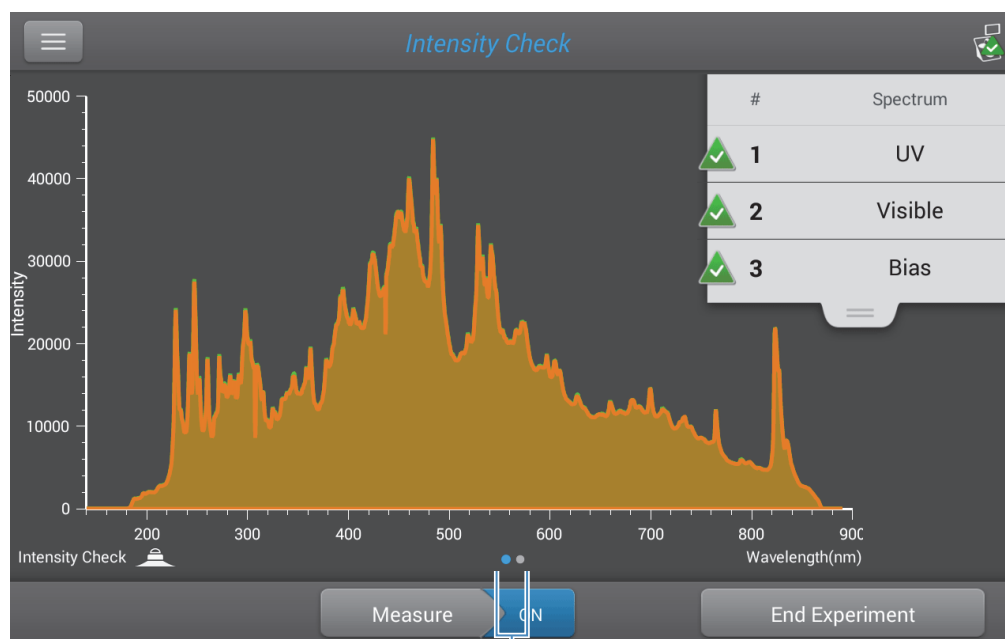 Intensity Check
# Spectrum
1 UV
2 Visible
3 Bias
50000
40000
30000
20000
10000
0
Intensity
200 300 400 500 600 700 800 900
Wavelength(nm)
Intensity Check
Measure ON End Experiment